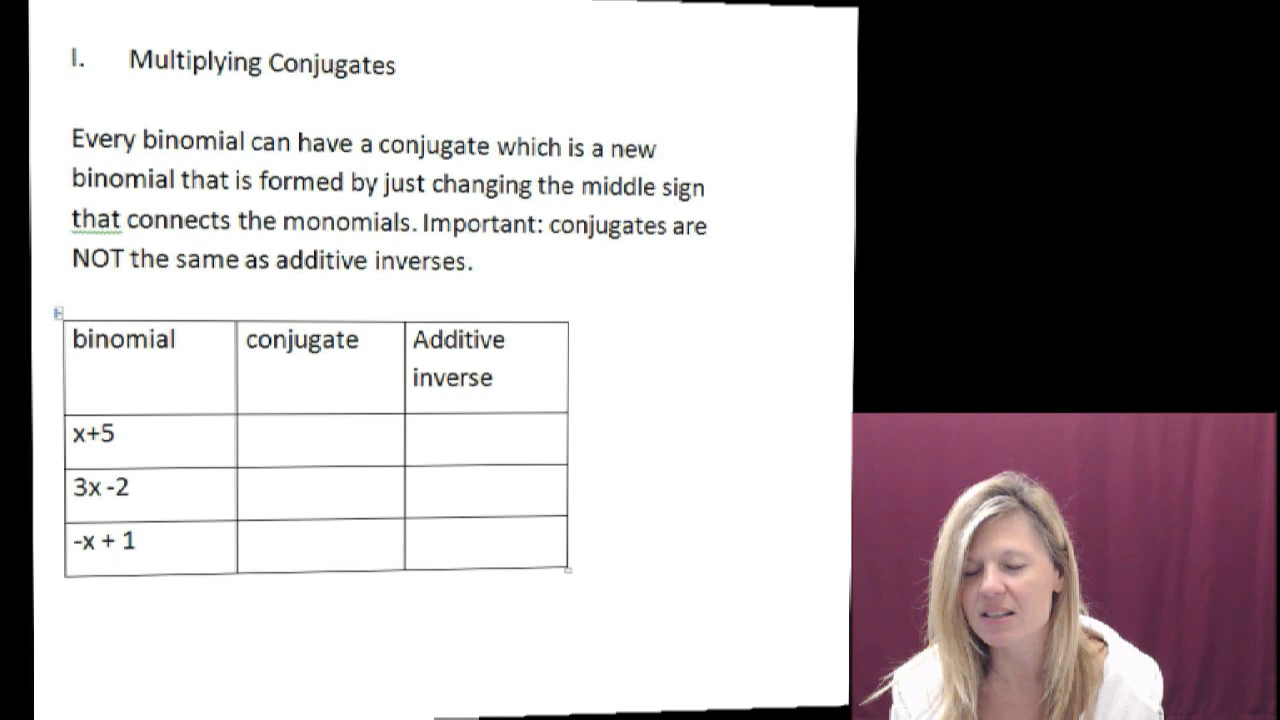 I. Multiplying Conjugates
Every binomial can have a conjugate which is a new
binomial that is formed by just changing the middle sign
that connects the monomials. Important: conjugates are
NOT the same as additive inverses.
binomial conjugate Additive
inverse
x+5
3x -2
-x + 1